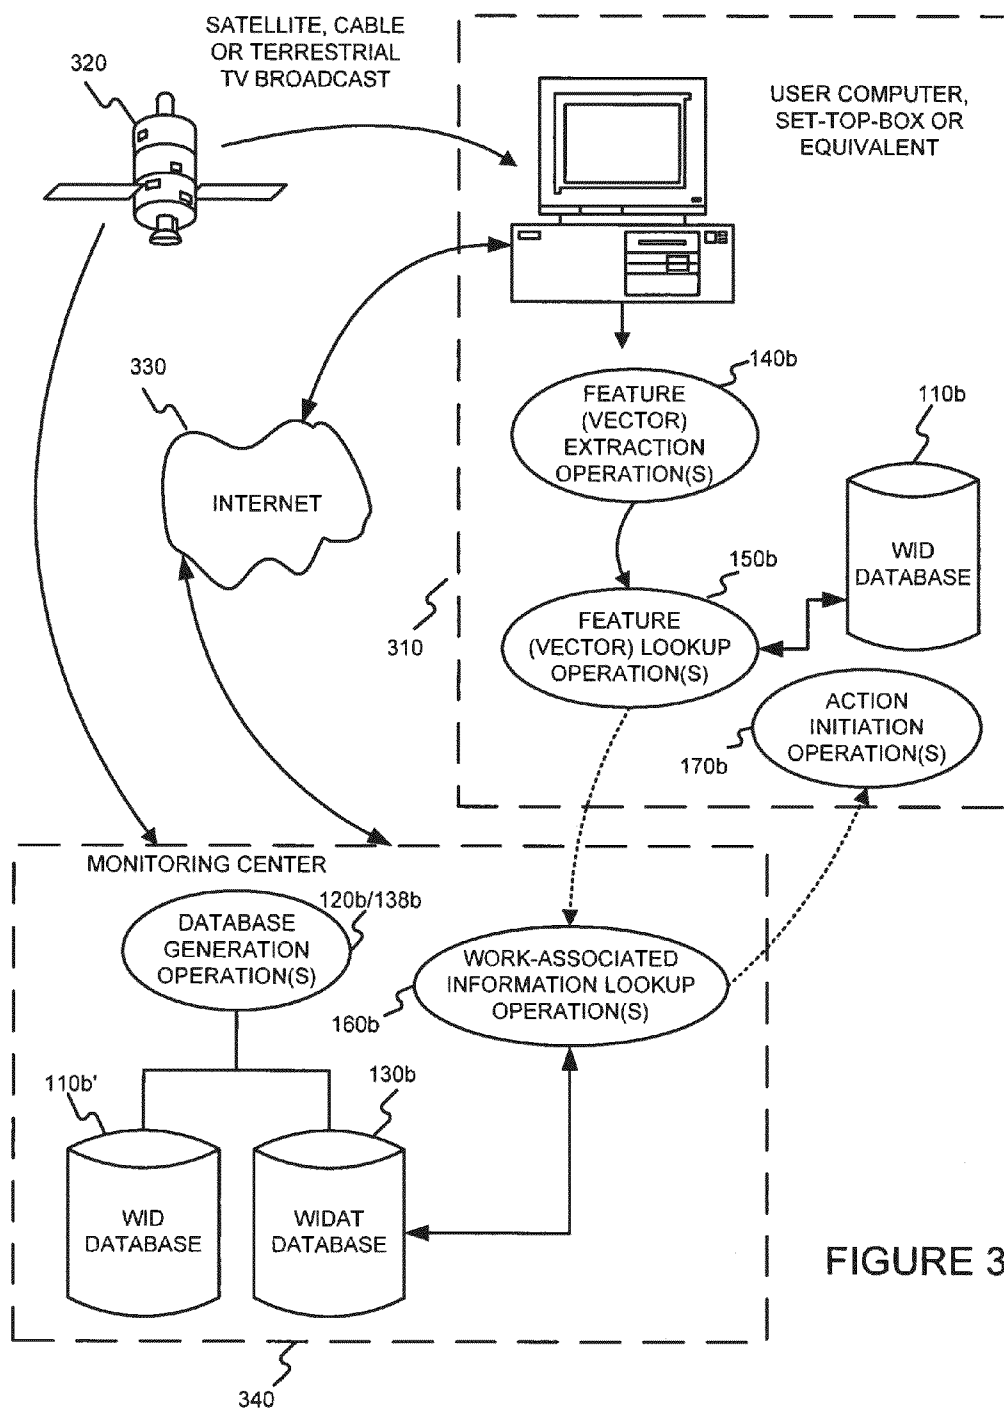 SATELLITE, CABLE
OR TERRESTRIAL
TV BROADCAST
320
USER COMPUTER,
SET-TOP-BOX OR
EQUIVALENT
330
INTERNET
140b
FEATURE
(VECTOR)
EXTRACTION
OPERATION(S)
110b
WID
DATABASE
150b
FEATURE
(VECTOR) LOOKUP
OPERATION(S)
310
ACTION
INITIATION
OPERATION(S)
170b
MONITORING CENTER
120b/138b
DATABASE
GENERATION
OPERATION(S)
WORK-ASSOCIATED
INFORMATION LOOKUP
OPERATION(S)
160b
110b'
130b
WID
DATABASE
WIDAT
DATABASE
FIGURE 3
340